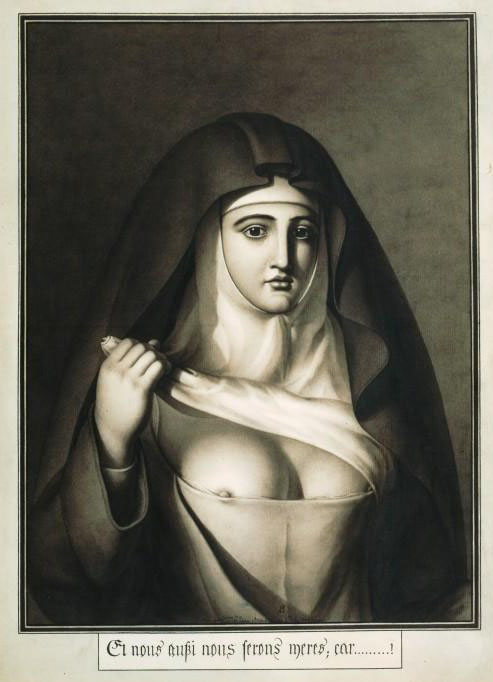 Et nous außi nous serons meres; car.........!